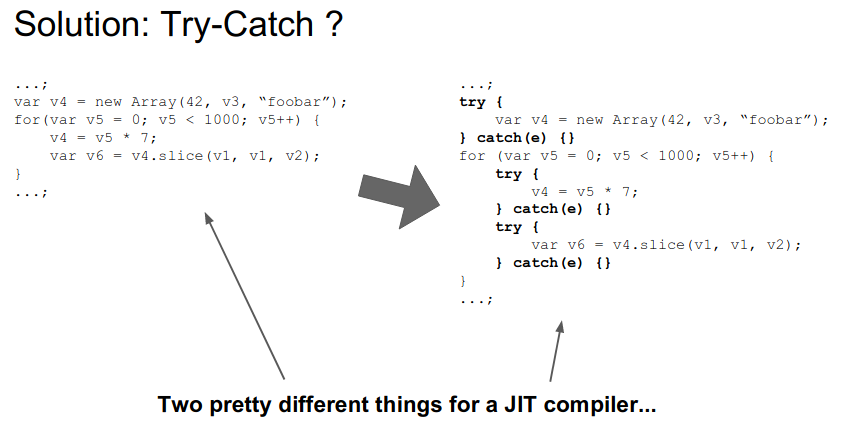 Solution: Try-Catch ?
...;
var v4 = new Array(42, v3, “foobar”);
for(var v5 = 0; v5 < 1000; v5++) {
    v4 = v5 * 7;
    var v6 = v4.slice(v1, v1, v2);
}
...;
...;
try {
    var v4 = new Array(42, v3, “foobar”);
} catch(e) {}
for (var v5 = 0; v5 < 1000; v5++) {
    try {
        v4 = v5 * 7;
    } catch(e) {}
    try {
        var v6 = v4.slice(v1, v1, v2);
    } catch(e) {}
}
...;
Two pretty different things for a JIT compiler...